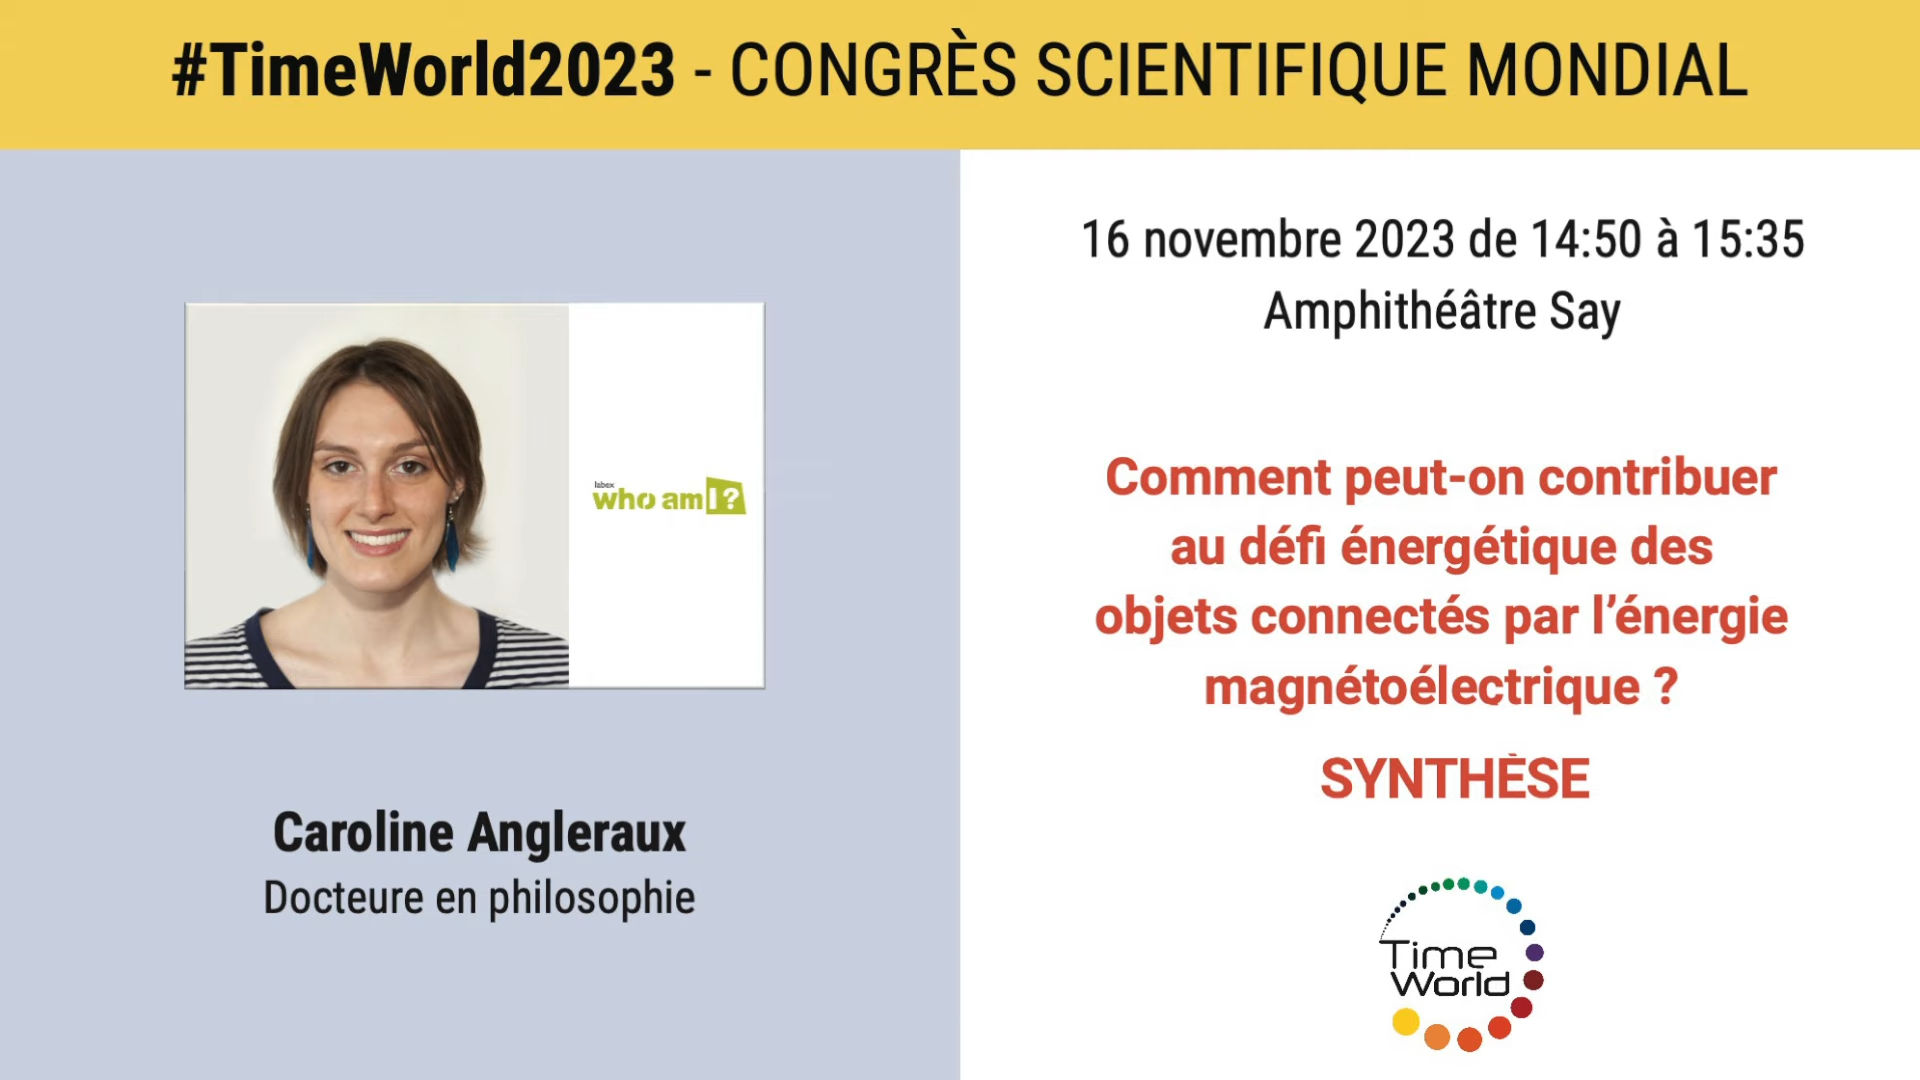 #TimeWorld2023 - CONGRÈS SCIENTIFIQUE MONDIAL
labex
who am I ?
Caroline Angleraux
Docteure en philosophie
16 novembre 2023 de 14:50 à 15:35
Amphithéâtre Say
Comment peut-on contribuer
au défi énergétique des
objets connectés par l’énergie
magnétoélectrique ?
SYNTHÈSE
Time
World